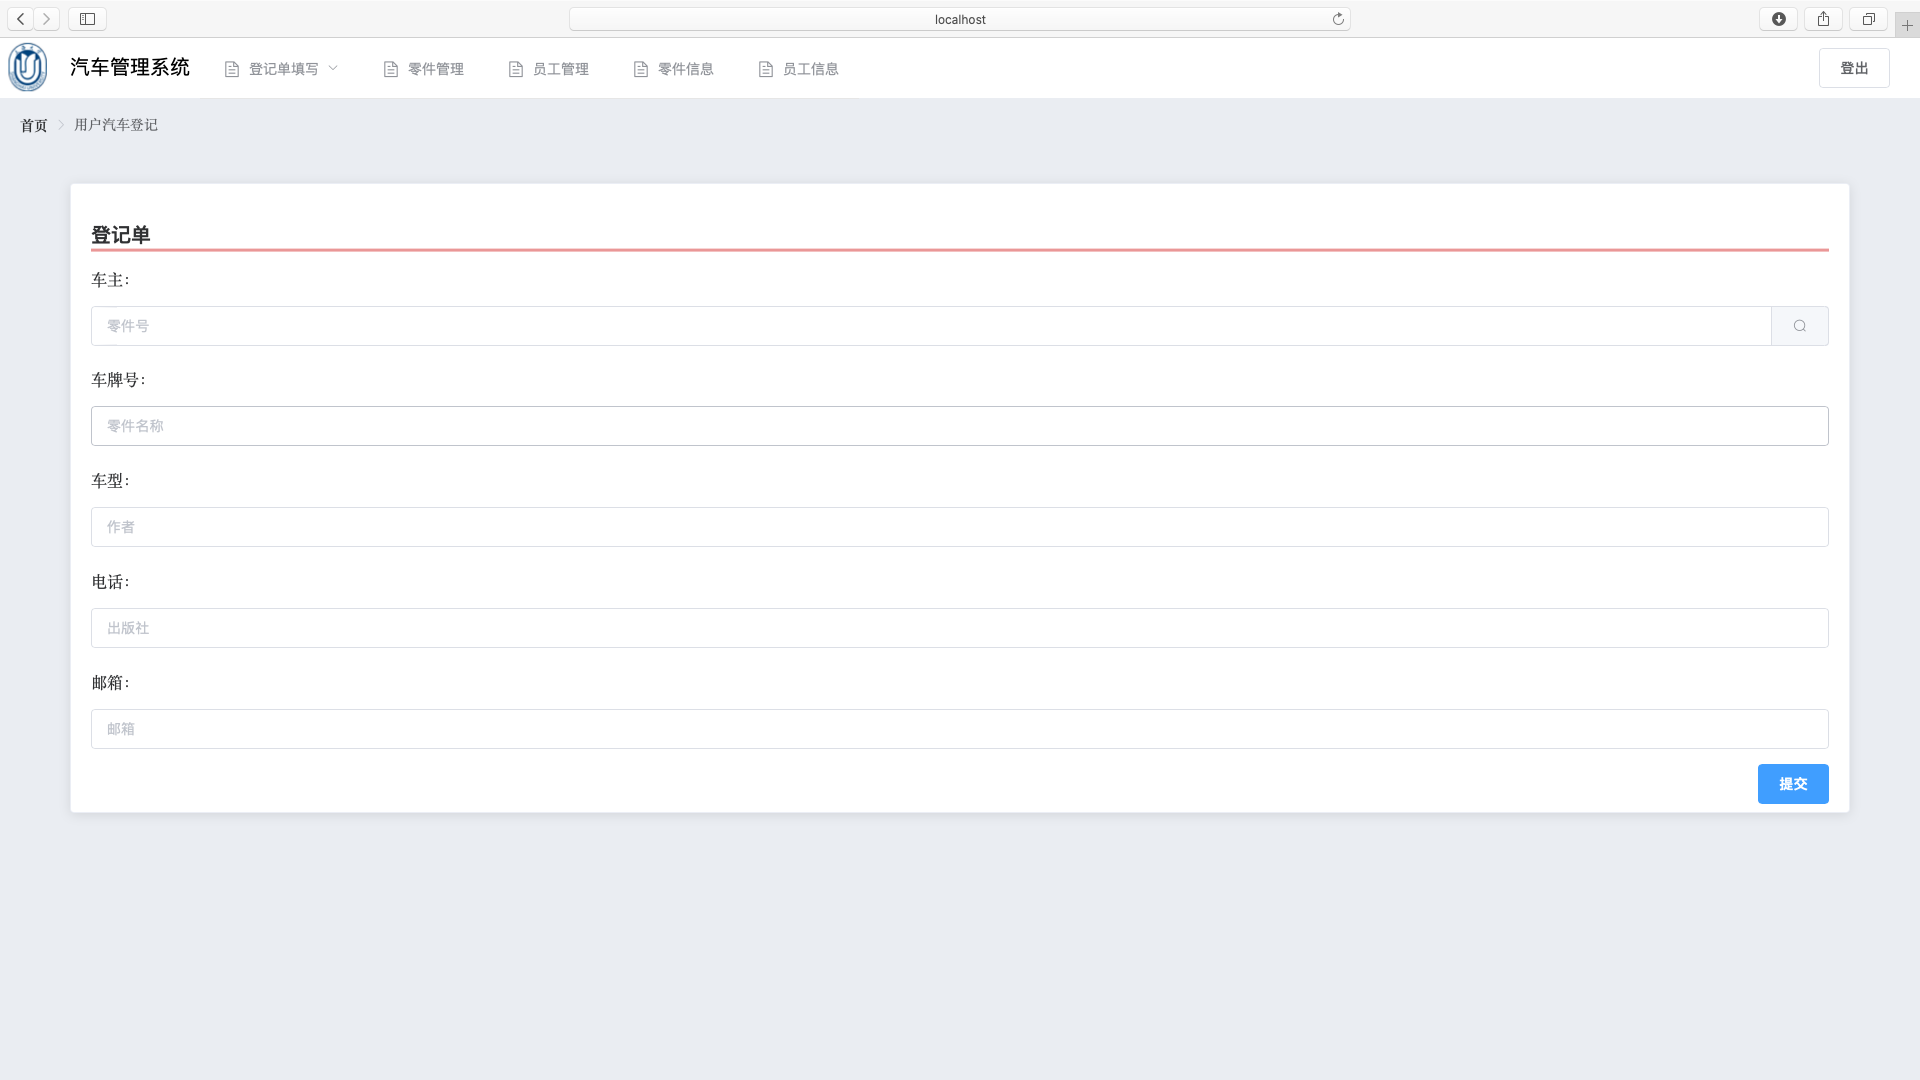 localhost
汽车管理系统
登记单填写
零件管理
员工管理
零件信息
员工信息
登出
首页
用户汽车登记
登记单
车主：
零件号
车牌号：
零件名称
车型：
作者
电话：
出版社
邮箱：
邮箱
提交